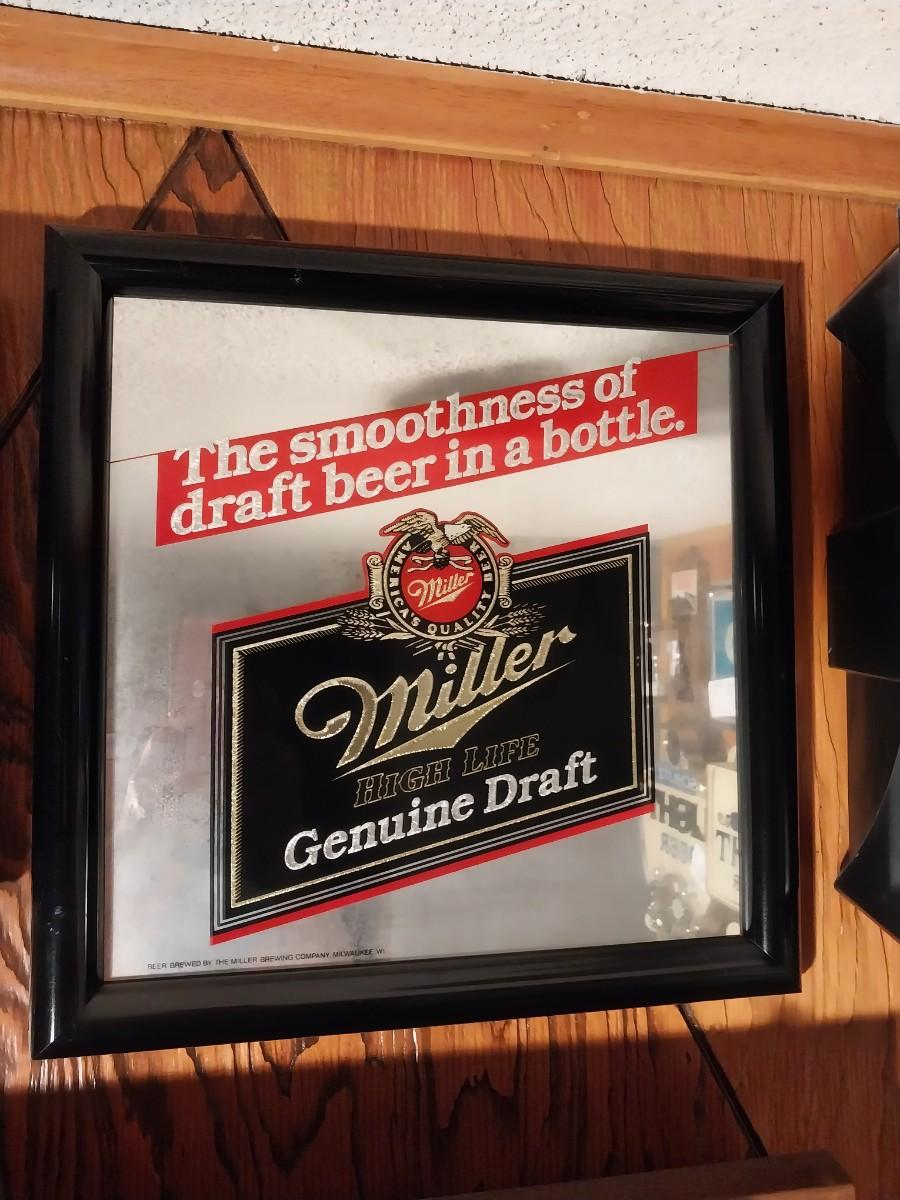 The smoothness of
draft beer in a bottle.
AMERICA'S QUALITY BEER
Miller
Miller
HIGH LIFE
Genuine Draft
BEER BREWED BY THE MILLER BREWING COMPANY, MILWAUKEE, WI
BEER